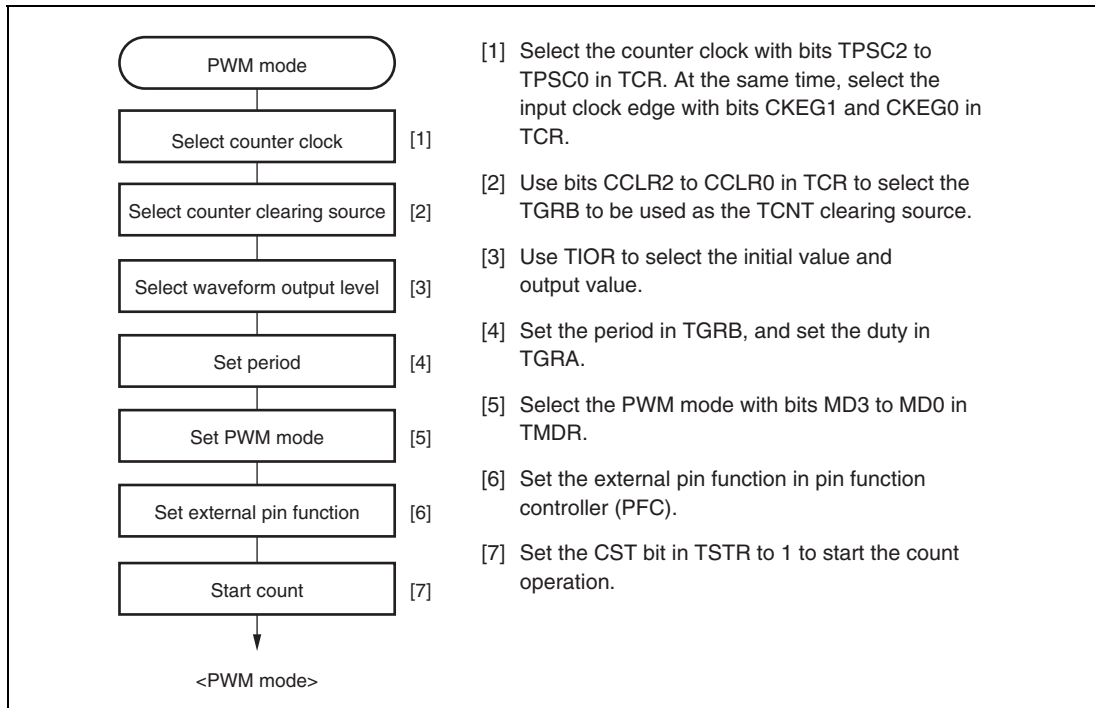 PWM mode
Select counter clock [1]
Select counter clearing source [2]
Select waveform output level [3]
Set period [4]
Set PWM mode [5]
Set external pin function [6]
Start count [7]
<PWM mode>
[1] Select the counter clock with bits TPSC2 to
TPSC0 in TCR. At the same time, select the
input clock edge with bits CKEG1 and CKEG0 in
TCR.
[2] Use bits CCLR2 to CCLR0 in TCR to select the
TGRB to be used as the TCNT clearing source.
[3] Use TIOR to select the initial value and
output value.
[4] Set the period in TGRB, and set the duty in
TGRA.
[5] Select the PWM mode with bits MD3 to MD0 in
TMDR.
[6] Set the external pin function in pin function
controller (PFC).
[7] Set the CST bit in TSTR to 1 to start the count
operation.